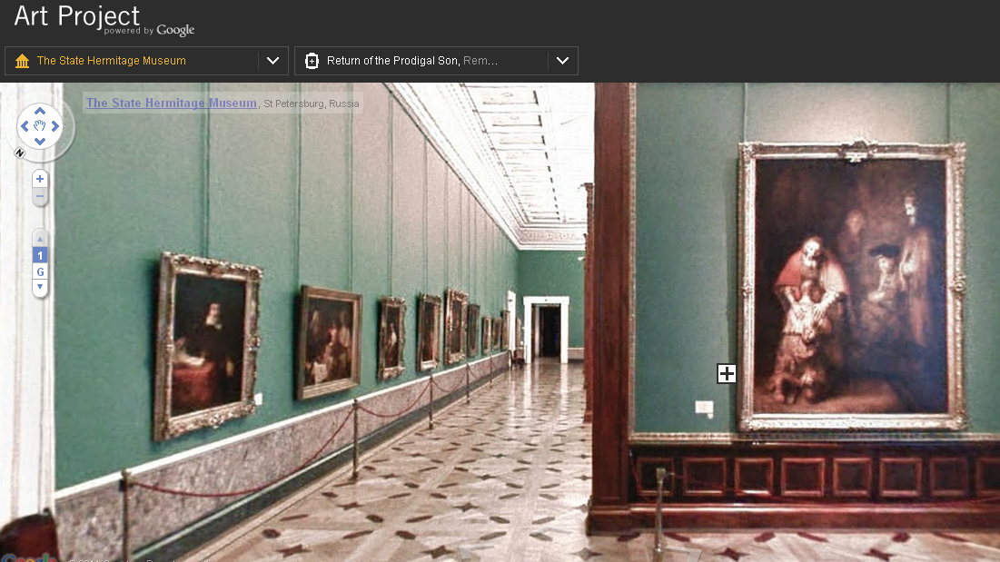 Art Project
powered by Google
The State Hermitage Museum
Return of the Prodigal Son, Rem...
The State Hermitage Museum, St Petersburg, Russia
N
+
−
1
G
Google